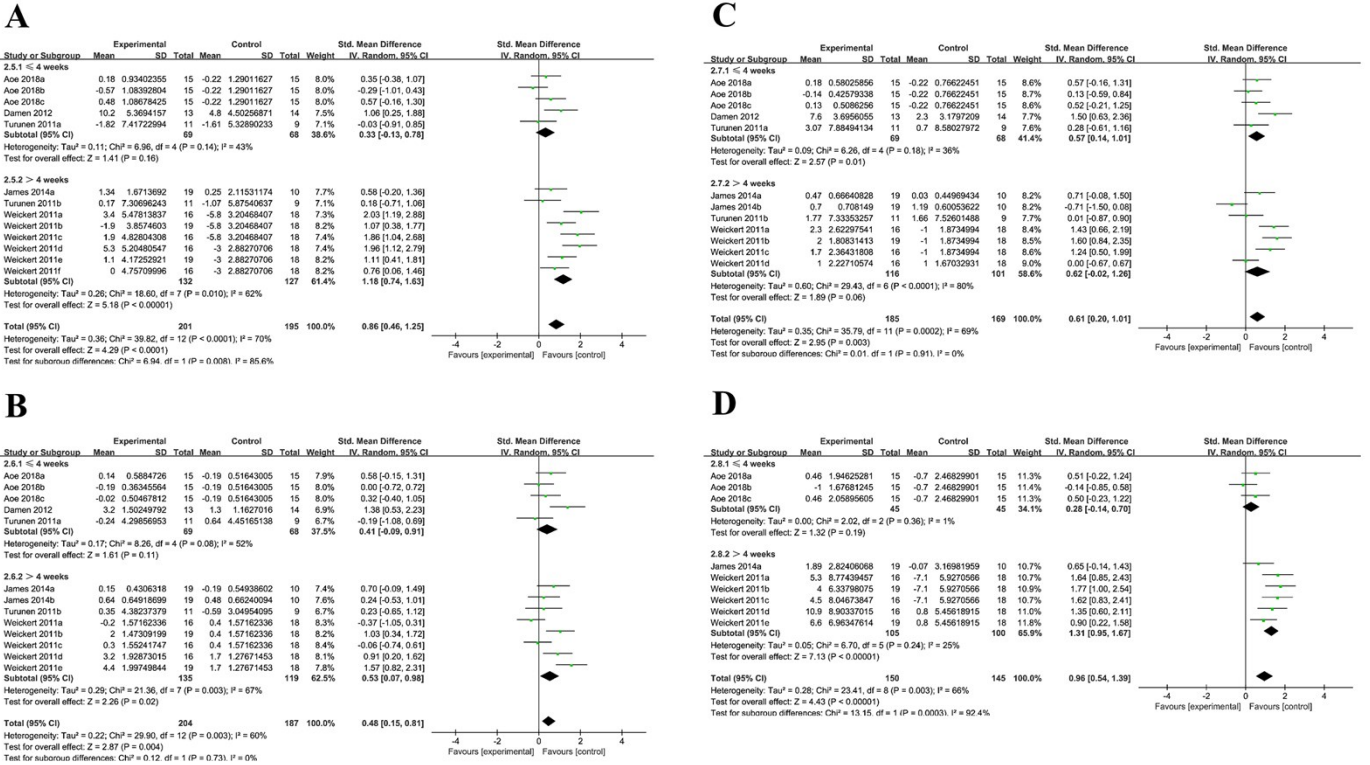 A
Experimental Control Std. Mean Difference Std. Mean Difference
Study or Subgroup Mean SD Total Mean SD Total Weight IV. Random. 95% CI IV. Random. 95% CI
2.5.1 ≤ 4 weeks
Aoe 2018a 0.18 0.93402355 15 -0.22 1.29011627 15 8.0% 0.35 [-0.38, 1.07]
Aoe 2018b -0.57 1.08392804 15 -0.22 1.29011627 15 8.0% -0.29 [-1.01, 0.43]
Aoe 2018c 0.48 1.08678425 15 -0.22 1.29011627 15 8.0% 0.57 [-0.16, 1.30]
Damen 2012 10.2 5.3694157 13 4.8 4.50256871 14 7.4% 1.06 [0.25, 1.88]
Turunen 2011a -1.82 7.41722994 11 -1.61 5.32890233 9 7.1% -0.03 [-0.91, 0.85]
Subtotal (95% CI) 69 68 38.6% 0.33 [-0.13, 0.78]
Heterogeneity: Tau² = 0.11; Chi² = 6.96, df = 4 (P = 0.14); I² = 43%
Test for overall effect: Z = 1.41 (P = 0.16)
2.5.2 > 4 weeks
James 2014a 1.34 1.6713692 19 0.25 2.11531174 10 7.7% 0.58 [-0.20, 1.36]
Turunen 2011b 0.17 7.30696243 11 -1.07 5.87540637 9 7.1% 0.18 [-0.71, 1.06]
Weickert 2011a 3.4 5.47813837 16 -5.8 3.20468407 18 7.3% 2.03 [1.19, 2.88]
Weickert 2011b -1.9 3.8574603 19 -5.8 3.20468407 18 8.2% 1.07 [0.38, 1.77]
Weickert 2011c 1.9 4.82804308 16 -5.8 3.20468407 18 7.5% 1.86 [1.04, 2.68]
Weickert 2011d 5.3 5.20480547 16 -3 2.88270706 18 7.4% 1.96 [1.12, 2.79]
Weickert 2011e 1.1 4.17252921 19 -3 2.88270706 18 8.1% 1.11 [0.41, 1.81]
Weickert 2011f 0 4.75709996 16 -3 2.88270706 18 8.1% 0.76 [0.06, 1.46]
Subtotal (95% CI) 132 127 61.4% 1.18 [0.74, 1.63]
Heterogeneity: Tau² = 0.26; Chi² = 18.60, df = 7 (P = 0.010); I² = 62%
Test for overall effect: Z = 5.18 (P < 0.00001)
Total (95% CI) 201 195 100.0% 0.86 [0.46, 1.25]
Heterogeneity: Tau² = 0.36; Chi² = 39.82, df = 12 (P < 0.0001); I² = 70%
Test for overall effect: Z = 4.29 (P < 0.0001)
Test for subgroup differences: Chi² = 6.94, df = 1 (P = 0.008), I² = 85.6%
-4 -2 0 2 4
Favours [experimental] Favours [control]
B
Experimental Control Std. Mean Difference Std. Mean Difference
Study or Subgroup Mean SD Total Mean SD Total Weight IV. Random. 95% CI IV. Random. 95% CI
2.6.1 ≤ 4 weeks
Aoe 2018a 0.14 0.5884726 15 -0.19 0.51643005 15 7.9% 0.58 [-0.15, 1.31]
Aoe 2018b -0.19 0.36345564 15 -0.19 0.51643005 15 8.0% 0.00 [-0.72, 0.72]
Aoe 2018c -0.02 0.50467812 15 -0.19 0.51643005 15 8.0% 0.32 [-0.40, 1.05]
Damen 2012 3.2 1.50249792 13 1.3 1.1627016 14 7.0% 1.38 [0.53, 2.23]
Turunen 2011a -0.24 4.29856953 11 0.64 4.45165138 9 6.7% -0.19 [-1.08, 0.69]
Subtotal (95% CI) 69 68 37.5% 0.41 [-0.09, 0.91]
Heterogeneity: Tau² = 0.17; Chi² = 8.26, df = 4 (P = 0.08); I² = 52%
Test for overall effect: Z = 1.61 (P = 0.11)
2.6.2 > 4 weeks
James 2014a 0.15 0.4306318 19 -0.19 0.54938602 10 7.4% 0.70 [-0.09, 1.49]
James 2014b 0.64 0.64918699 19 0.48 0.66240094 10 7.6% 0.24 [-0.53, 1.01]
Turunen 2011b 0.35 4.38237379 11 -0.59 3.04954095 9 6.7% 0.23 [-0.65, 1.12]
Weickert 2011a -0.2 1.57162336 16 0.4 1.57162336 18 8.3% -0.37 [-1.05, 0.31]
Weickert 2011b 2 1.47309199 19 0.4 1.57162336 18 8.2% 1.03 [0.34, 1.72]
Weickert 2011c 0.3 1.55241747 16 0.4 1.57162336 18 8.4% -0.06 [-0.74, 0.61]
Weickert 2011d 3.2 1.92873015 16 1.7 1.27671453 18 8.1% 0.91 [0.20, 1.62]
Weickert 2011e 4.4 1.99749844 19 1.7 1.27671453 18 7.8% 1.57 [0.82, 2.31]
Subtotal (95% CI) 135 119 62.5% 0.53 [0.07, 0.98]
Heterogeneity: Tau² = 0.29; Chi² = 21.36, df = 7 (P = 0.003); I² = 67%
Test for overall effect: Z = 2.26 (P = 0.02)
Total (95% CI) 204 187 100.0% 0.48 [0.15, 0.81]
Heterogeneity: Tau² = 0.22; Chi² = 29.90, df = 12 (P = 0.003); I² = 60%
Test for overall effect: Z = 2.87 (P = 0.004)
Test for subgroup differences: Chi² = 0.12, df = 1 (P = 0.73), I² = 0%
-4 -2 0 2 4
Favours [experimental] Favours [control]
C
Experimental Control Std. Mean Difference Std. Mean Difference
Study or Subgroup Mean SD Total Mean SD Total Weight IV. Random. 95% CI IV. Random. 95% CI
2.7.1 ≤ 4 weeks
Aoe 2018a 0.18 0.58025856 15 -0.22 0.76622451 15 8.6% 0.57 [-0.16, 1.31]
Aoe 2018b -0.14 0.42579338 15 -0.22 0.76622451 15 8.7% 0.13 [-0.59, 0.84]
Aoe 2018c 0.13 0.5086256 15 -0.22 0.76622451 15 8.7% 0.52 [-0.21, 1.25]
Damen 2012 7.6 3.6956055 13 2.3 3.1797209 14 7.7% 1.50 [0.63, 2.36]
Turunen 2011a 3.07 7.88494134 11 0.7 8.58027972 9 7.6% 0.28 [-0.61, 1.16]
Subtotal (95% CI) 69 68 41.4% 0.57 [0.14, 1.01]
Heterogeneity: Tau² = 0.09; Chi² = 6.26, df = 4 (P = 0.18); I² = 36%
Test for overall effect: Z = 2.57 (P = 0.01)
2.7.2 > 4 weeks
James 2014a 0.47 0.66640828 19 0.03 0.44969434 10 8.2% 0.71 [-0.08, 1.50]
James 2014b 0.7 0.708149 19 1.19 0.60053622 10 8.2% -0.71 [-1.50, 0.08]
Turunen 2011b 1.77 7.33353257 11 1.66 7.52601488 9 7.6% 0.01 [-0.87, 0.90]
Weickert 2011a 2.3 2.62297541 16 -1 1.8734994 18 8.3% 1.43 [0.66, 2.19]
Weickert 2011b 2 1.80831413 19 -1 1.8734994 18 8.4% 1.60 [0.84, 2.35]
Weickert 2011c 1.7 2.36431808 16 -1 1.8734994 18 8.5% 1.24 [0.50, 1.99]
Weickert 2011d 1 2.22710574 16 1 1.67032931 18 9.0% 0.00 [-0.67, 0.67]
Subtotal (95% CI) 116 101 58.6% 0.62 [-0.02, 1.26]
Heterogeneity: Tau² = 0.60; Chi² = 29.43, df = 6 (P < 0.0001); I² = 80%
Test for overall effect: Z = 1.89 (P = 0.06)
Total (95% CI) 185 169 100.0% 0.61 [0.20, 1.01]
Heterogeneity: Tau² = 0.35; Chi² = 35.79, df = 11 (P = 0.0002); I² = 69%
Test for overall effect: Z = 2.95 (P = 0.003)
Test for subgroup differences: Chi² = 0.01, df = 1 (P = 0.91), I² = 0%
-4 -2 0 2 4
Favours [experimental] Favours [control]
D
Experimental Control Std. Mean Difference Std. Mean Difference
Study or Subgroup Mean SD Total Mean SD Total Weight IV. Random. 95% CI IV. Random. 95% CI
2.8.1 ≤ 4 weeks
Aoe 2018a 0.46 1.94625281 15 -0.7 2.46829901 15 11.3% 0.51 [-0.22, 1.24]
Aoe 2018b -1 1.67681245 15 -0.7 2.46829901 15 11.4% -0.14 [-0.85, 0.58]
Aoe 2018c 0.46 2.05895605 15 -0.7 2.46829901 15 11.3% 0.50 [-0.23, 1.22]
Subtotal (95% CI) 45 45 34.1% 0.28 [-0.14, 0.70]
Heterogeneity: Tau² = 0.00; Chi² = 2.02, df = 2 (P = 0.36); I² = 1%
Test for overall effect: Z = 1.32 (P = 0.19)
2.8.2 > 4 weeks
James 2014a 1.89 2.82406068 19 -0.07 3.16981959 10 10.7% 0.65 [-0.14, 1.43]
Weickert 2011a 5.3 8.77439457 16 -7.1 5.9270566 18 10.7% 1.64 [0.85, 2.43]
Weickert 2011b 4 6.33798075 19 -7.1 5.9270566 18 10.8% 1.77 [1.00, 2.54]
Weickert 2011c 4.5 8.04673847 16 -7.1 5.9270566 18 10.7% 1.62 [0.83, 2.41]
Weickert 2011d 10.9 8.90337015 16 0.8 5.45618915 18 11.1% 1.35 [0.60, 2.11]
Weickert 2011e 6.6 6.96347614 19 0.8 5.45618915 18 11.8% 0.90 [0.22, 1.58]
Subtotal (95% CI) 105 100 65.9% 1.31 [0.95, 1.67]
Heterogeneity: Tau² = 0.05; Chi² = 6.70, df = 5 (P = 0.24); I² = 25%
Test for overall effect: Z = 7.13 (P < 0.00001)
Total (95% CI) 150 145 100.0% 0.96 [0.54, 1.39]
Heterogeneity: Tau² = 0.28; Chi² = 23.41, df = 8 (P = 0.003); I² = 66%
Test for overall effect: Z = 4.43 (P < 0.00001)
Test for subgroup differences: Chi² = 13.15, df = 1 (P = 0.0003), I² = 92.4%
-4 -2 0 2 4
Favours [experimental] Favours [control]